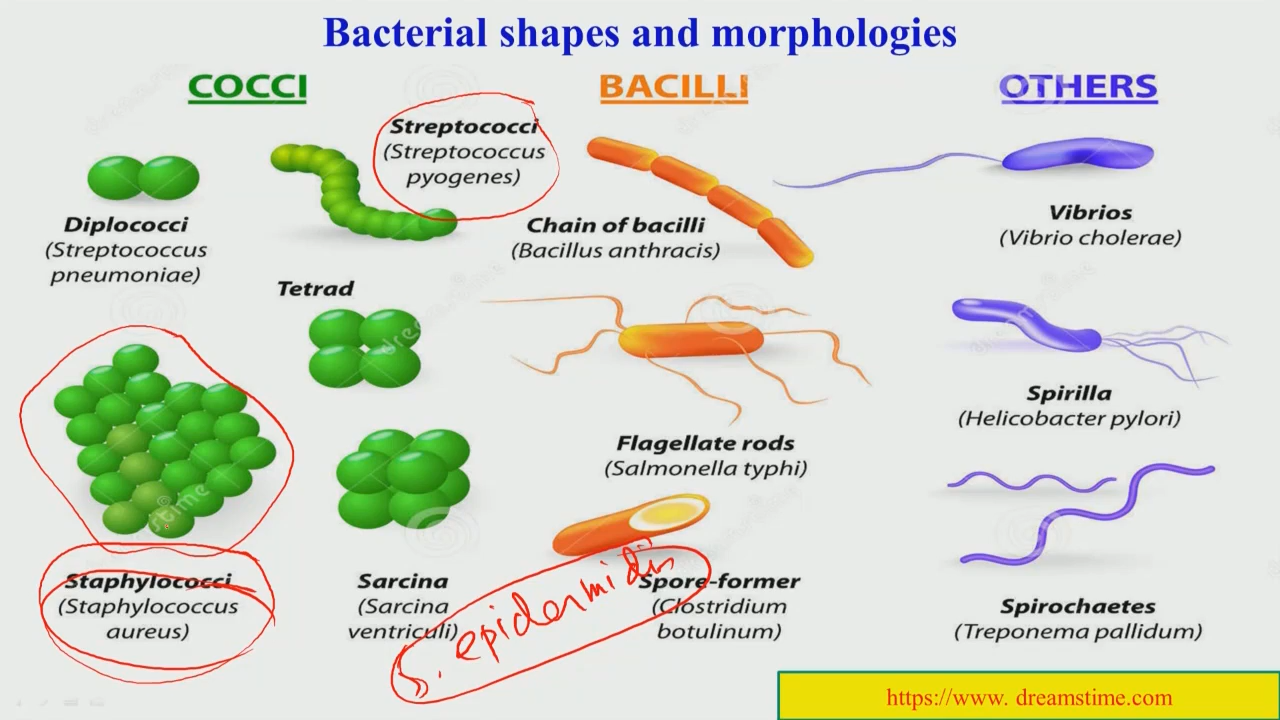 Bacterial shapes and morphologies
COCCI
BACILLI
OTHERS
Streptococci
(Streptococcus
pyogenes)
Diplococci
(Streptococcus
pneumoniae)
Chain of bacilli
(Bacillus anthracis)
Vibrios
(Vibrio cholerae)
Tetrad
Spirilla
(Helicobacter pylori)
Flagellate rods
(Salmonella typhi)
Staphylococci
(Staphylococcus
aureus)
Sarcina
(Sarcina
ventriculi)
S. epidermidis
Spore-former
(Clostridium
botulinum)
Spirochaetes
(Treponema pallidum)
https://www. dreamstime.com